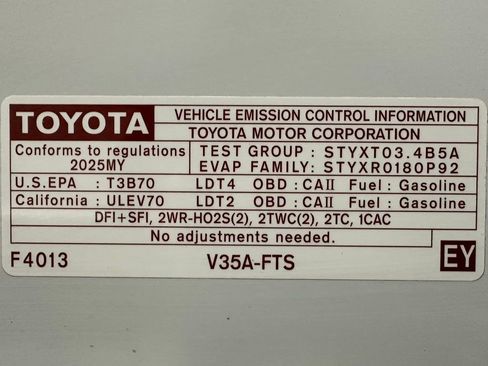 TOYOTA VEHICLE EMISSION CONTROL INFORMATION
TOYOTA MOTOR CORPORATION
Conforms to regulations
2025MY
TEST GROUP : STYXT03.4B5A
EVAP FAMILY: STYXR0180P92
U.S.EPA : T3B70 LDT4 OBD : CAII Fuel : Gasoline
California : ULEV70 LDT2 OBD : CAII Fuel : Gasoline
DFI+SFI, 2WR-HO2S(2), 2TWC(2), 2TC, 1CAC
No adjustments needed.
F4013 V35A-FTS EY